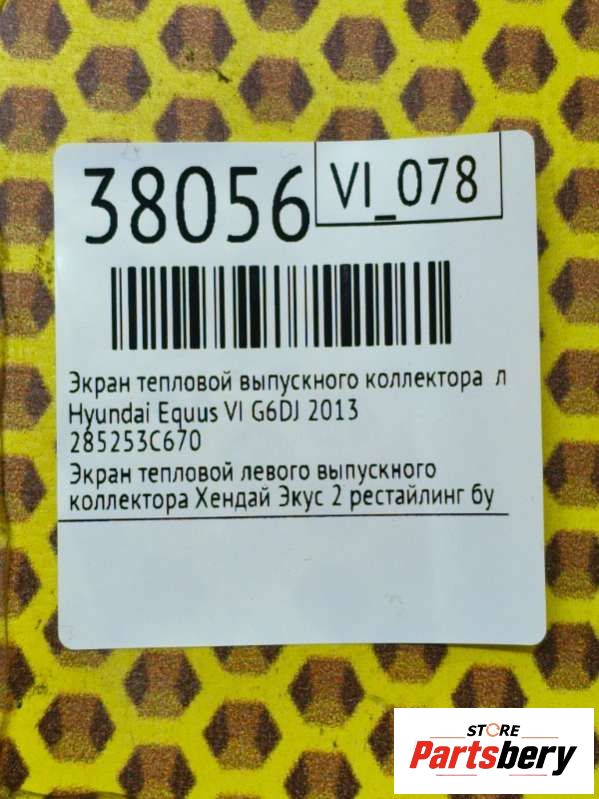 38056
VI_078
Экран тепловой выпускного коллектора л
Hyundai Equus VI G6DJ 2013
285253C670
Экран тепловой левого выпускного
коллектора Хендай Экус 2 рестайлинг бу
STORE
Partsbery